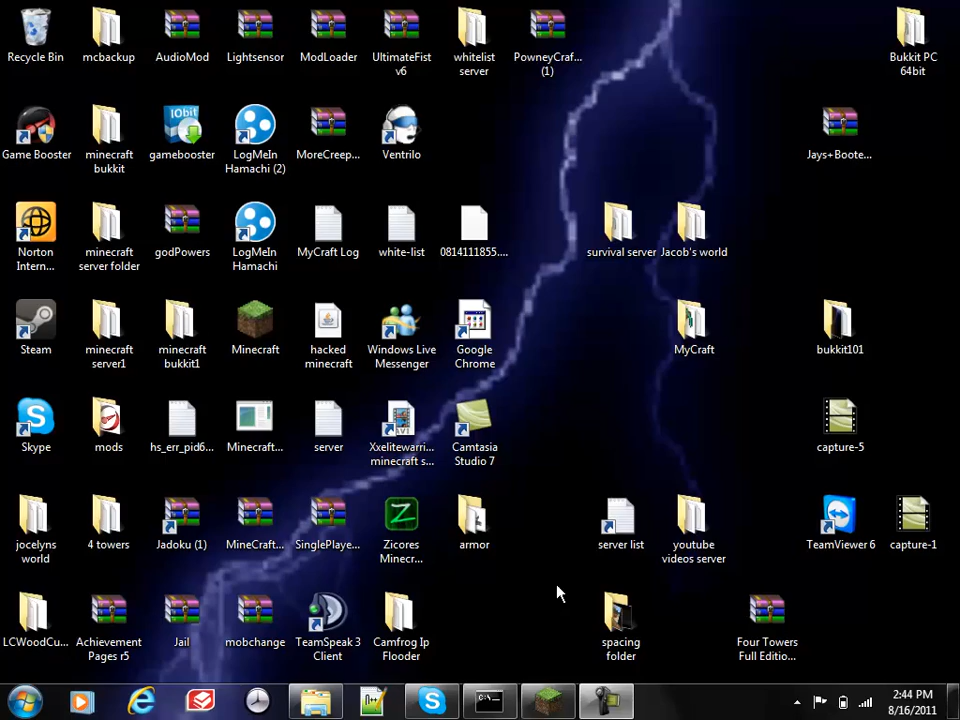 Recycle Bin
mcbackup
AudioMod
Lightsensor
ModLoader
UltimateFist
v6
whitelist
server
PowneyCraf...
(1)
Bukkit PC
64bit
Game Booster
minecraft
bukkit
IObit
gamebooster
LogMeIn
Hamachi (2)
MoreCreep...
Ventrilo
Jays+Boote...
Norton
Intern...
minecraft
server folder
godPowers
LogMeIn
Hamachi
MyCraft Log
white-list
0814111855....
survival server
Jacob's world
Steam
minecraft
server1
minecraft
bukkit1
Minecraft
hacked
minecraft
Windows Live
Messenger
Google
Chrome
MyCraft
bukkit101
Skype
mods
hs_err_pid6...
Minecraft...
server
Xxelitewarri...
minecraft s...
Camtasia
Studio 7
capture-5
jocelyns
world
4 towers
Jadoku (1)
MineCraft...
SinglePlaye...
Zicores
Minecr...
armor
server list
youtube
videos server
TeamViewer 6
capture-1
LCWoodCu...
Achievement
Pages r5
Jail
mobchange
TeamSpeak 3
Client
Camfrog Ip
Flooder
spacing
folder
Four Towers
Full Editio...
2:44 PM
8/16/2011